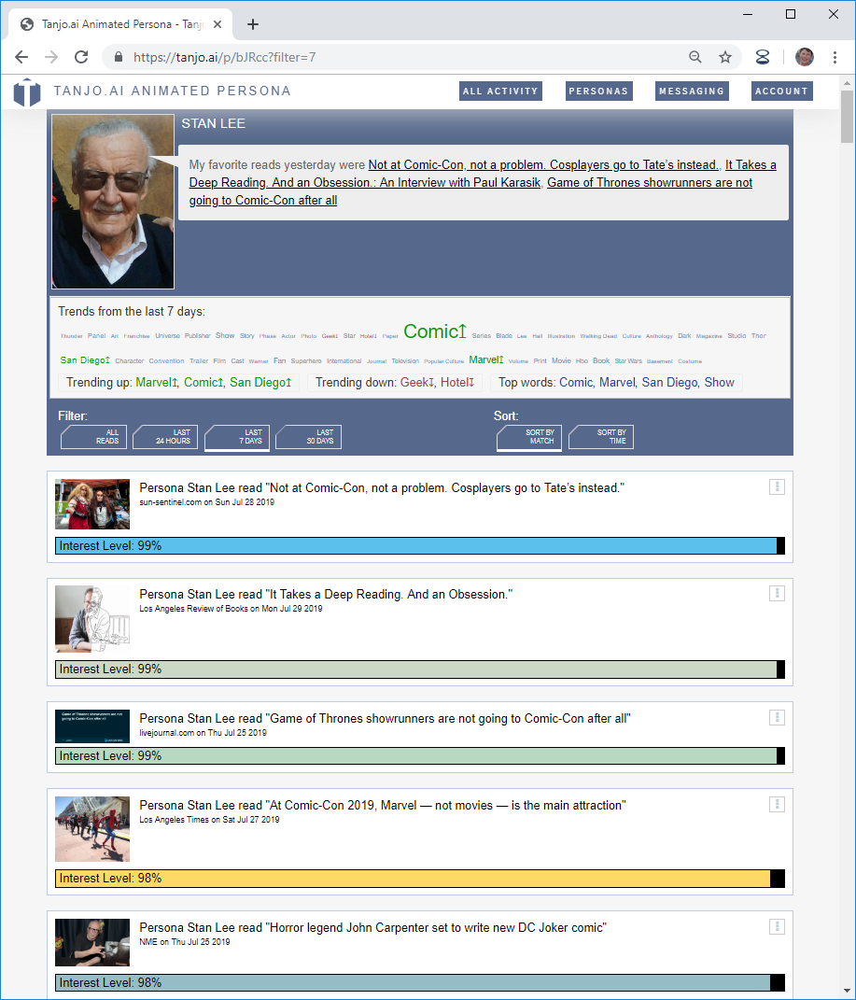 Tanjo.ai Animated Persona - Tanjo
https://tanjo.ai/p/bJRcc?filter=7
TANJO.AI ANIMATED PERSONA
ALL ACTIVITY
PERSONAS
MESSAGING
ACCOUNT
STAN LEE
My favorite reads yesterday were Not at Comic-Con, not a problem. Cosplayers go to Tate's instead., It Takes a
Deep Reading. And an Obsession.: An Interview with Paul Karasik, Game of Thrones showrunners are not
going to Comic-Con after all
Trends from the last 7 days:
Thunder Panel Art Franchise Universe Publisher Show Story Phase Actor Photo Geek↧ Star Hotel↧ Paper Comic↥ Series Blade Lee Hall Illustration Walking Dead Culture Anthology Dark Magazine Studio Thor
San Diego↥ Character Convention Trailer Film Cast Warner Fan Superhero International Journal Television Popular Culture Marvel↥ Volume Print Movie Hbo Book Star Wars Basement Costume
Trending up: Marvel↥, Comic↥, San Diego↥
Trending down: Geek↧, Hotel↧
Top words: Comic, Marvel, San Diego, Show
Filter:
Sort:
ALL
READS
LAST
24 HOURS
LAST
7 DAYS
LAST
30 DAYS
SORT BY
MATCH
SORT BY
TIME
Persona Stan Lee read "Not at Comic-Con, not a problem. Cosplayers go to Tate's instead."
sun-sentinel.com on Sun Jul 28 2019
Interest Level: 99%
Persona Stan Lee read "It Takes a Deep Reading. And an Obsession."
Los Angeles Review of Books on Mon Jul 29 2019
Interest Level: 99%
Game of Thrones showrunners are not
going to Comic-Con after all
Persona Stan Lee read "Game of Thrones showrunners are not going to Comic-Con after all"
livejournal.com on Thu Jul 25 2019
Interest Level: 99%
Persona Stan Lee read "At Comic-Con 2019, Marvel — not movies — is the main attraction"
Los Angeles Times on Sat Jul 27 2019
Interest Level: 98%
Persona Stan Lee read "Horror legend John Carpenter set to write new DC Joker comic"
NME on Thu Jul 25 2019
Interest Level: 98%